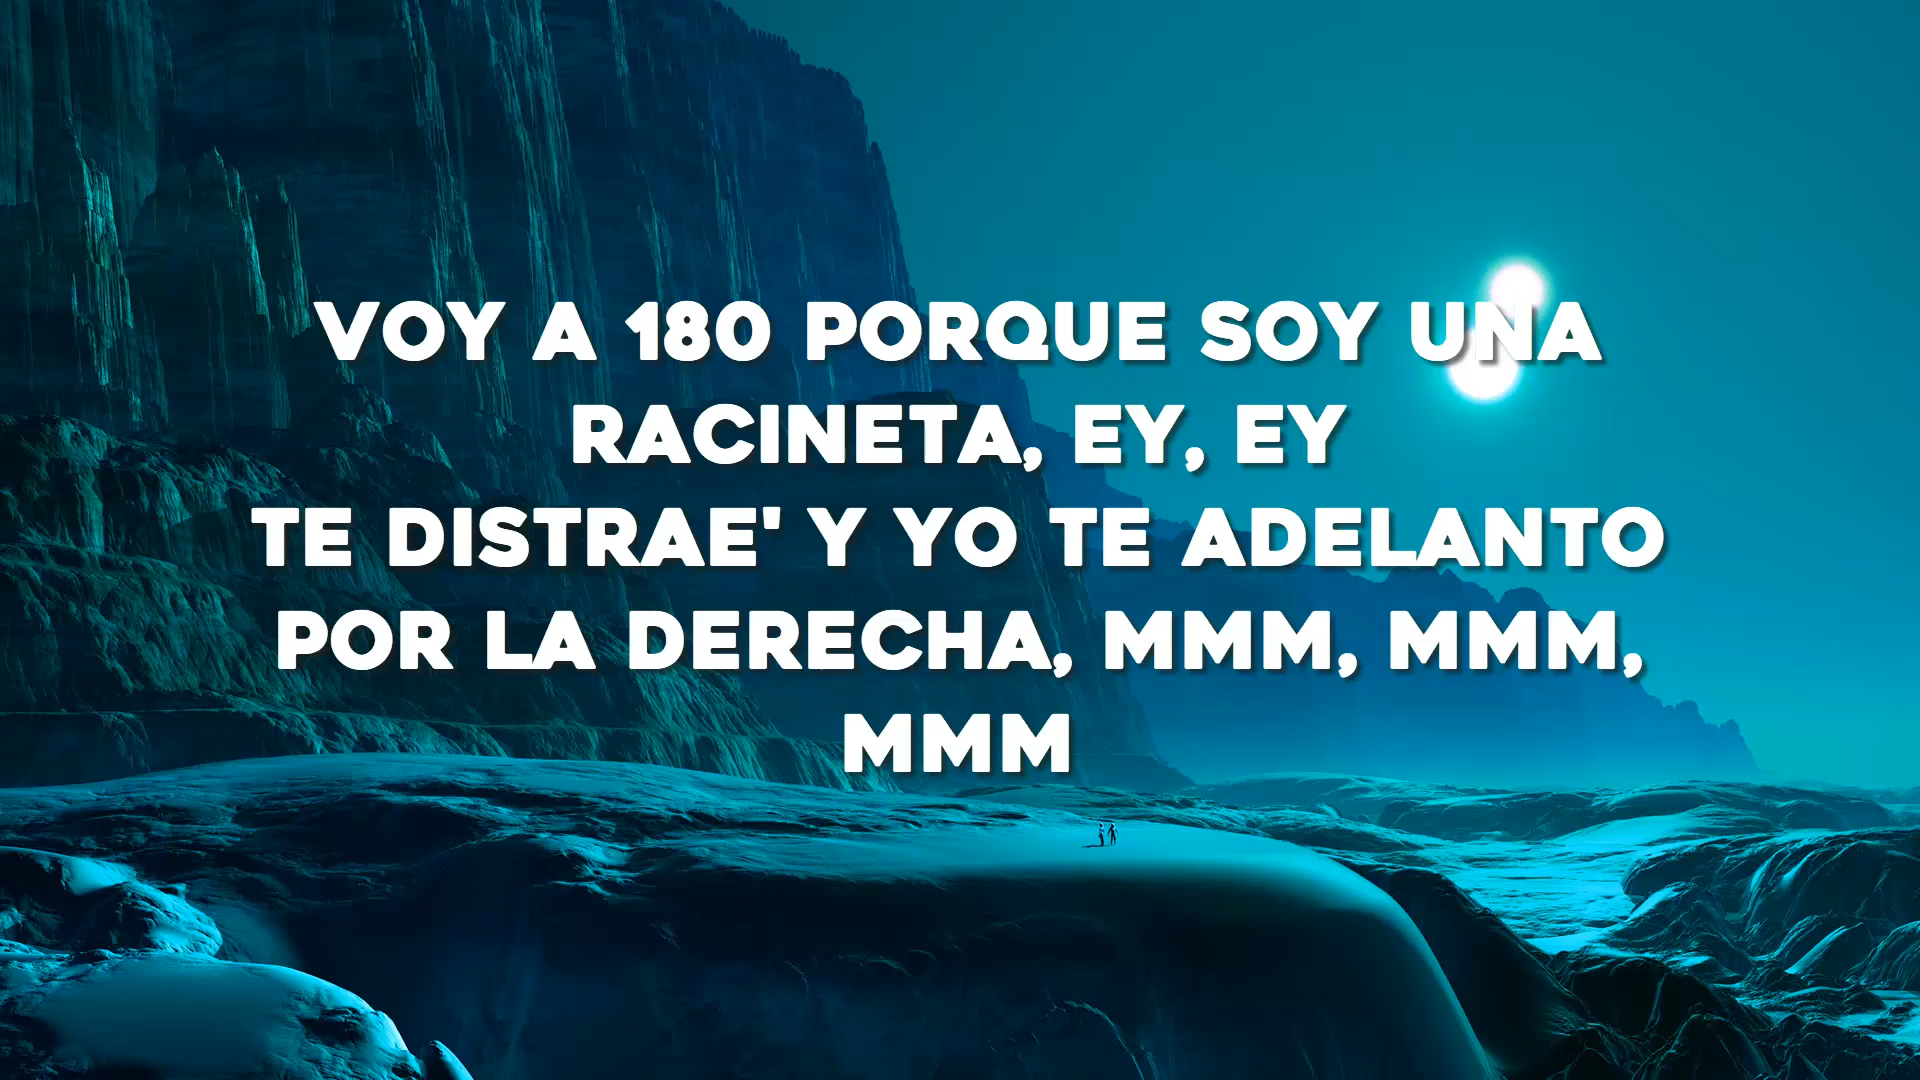 VOY A 180 PORQUE SOY UNA
RACINETA, EY, EY
TE DISTRAE' Y YO TE ADELANTO
POR LA DERECHA, MMM, MMM,
MMM